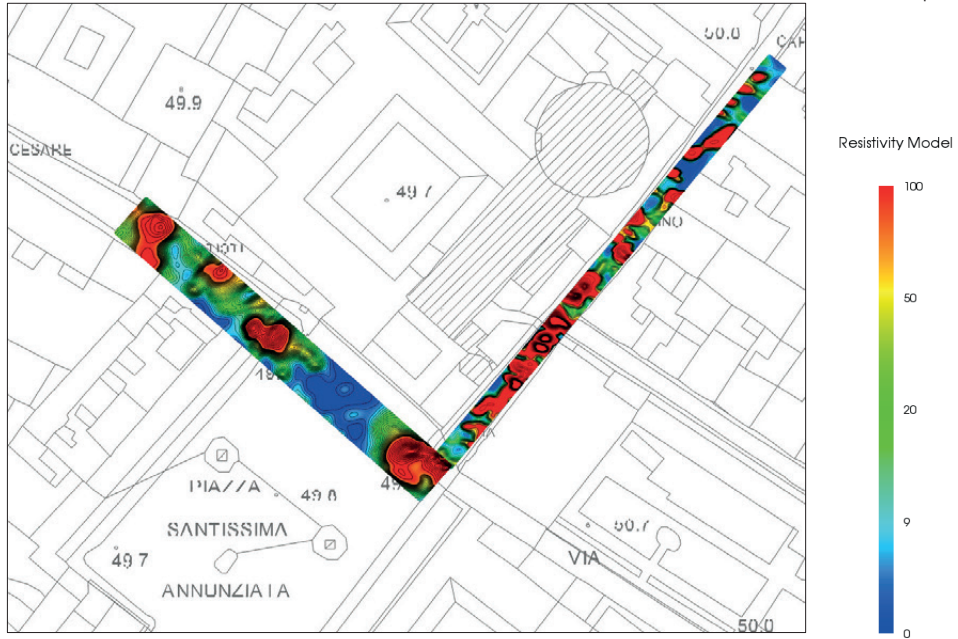 50.0
49.9
CESARE
49.7
Resistivity Model
100
50
20
9
0
PIAZZA
49.8
SANTISSIMA
50.7
49.7
VIA
ANNUNZIATA
50.0